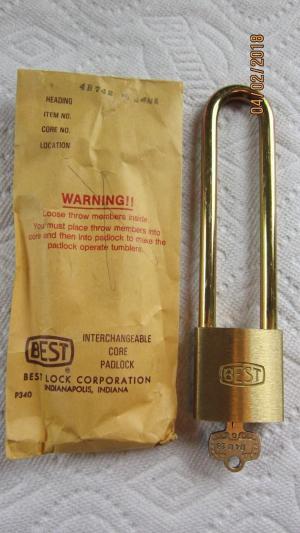 04/02/2018
HEADING
ITEM NO.
CORE NO.
LOCATION
WARNING!!
Loose throw members inside.
You must place throw members into
core and then into padlock to make the
padlock operate tumblers.
BEST
®
INTERCHANGEABLE
CORE
PADLOCK
BEST LOCK CORPORATION
INDIANAPOLIS, INDIANA
P340
BEST